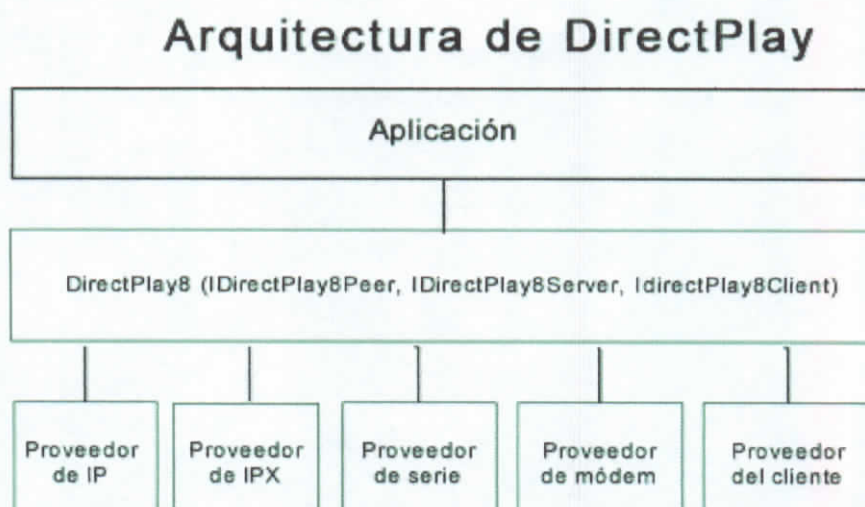 Arquitectura de DirectPlay
Aplicación
DirectPlay8 (IDirectPlay8Peer, IDirectPlay8Server, IdirectPlay8Client)
Proveedor
de IP
Proveedor
de IPX
Proveedor
de serie
Proveedor
de módem
Proveedor
del cliente